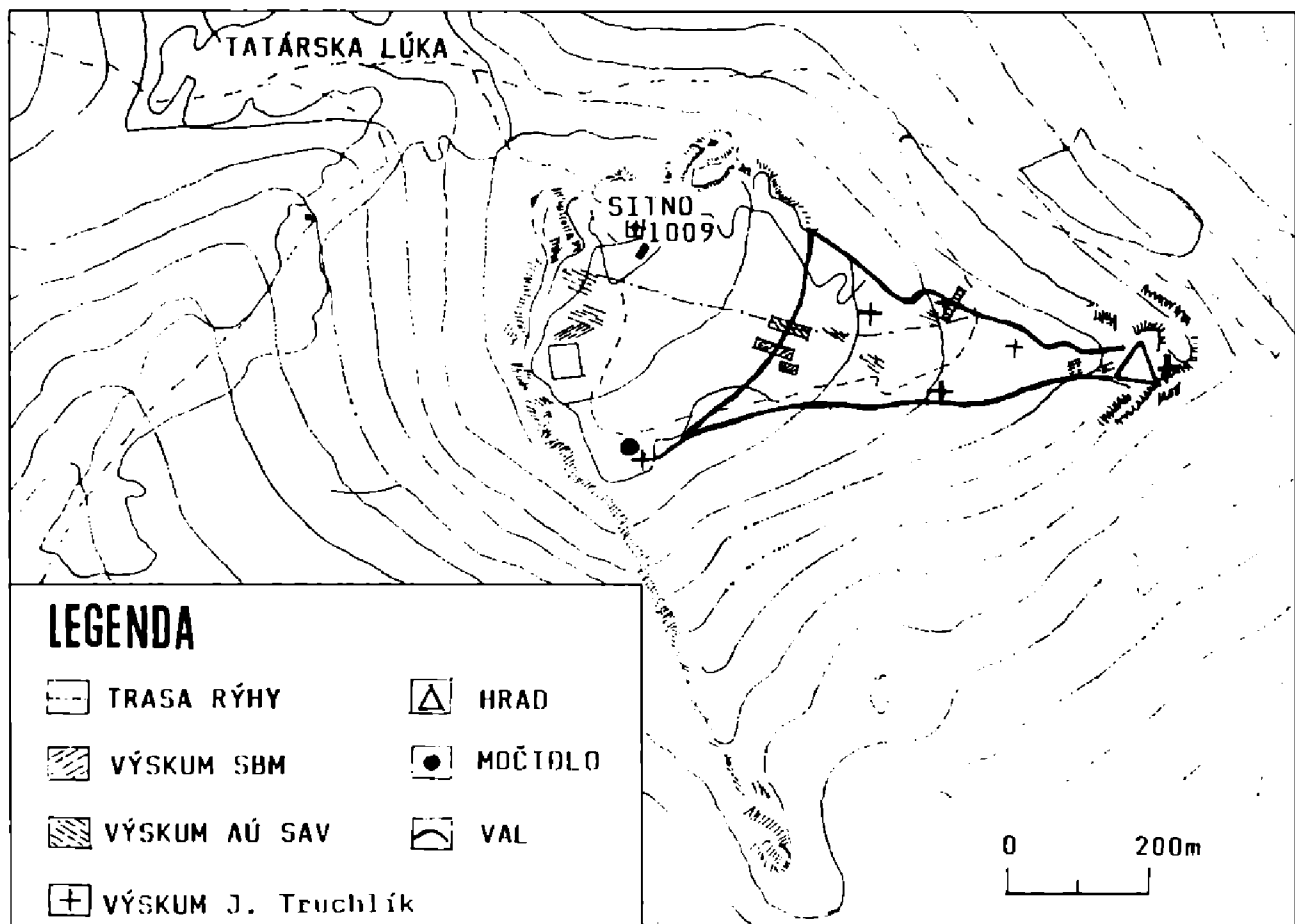 TATÁRSKA LÚKA
SITNO
1009
LEGENDA
TRASA RÝHY
HRAD
VÝSKUM SBM
MOČIDLO
VÝSKUM AÚ SAV
VAL
VÝSKUM J. Truchlík
0 200m